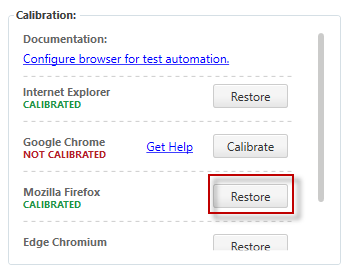 Calibration:
Documentation:
Configure browser for test automation.
Internet Explorer
CALIBRATED
Restore
Google Chrome
NOT CALIBRATED
Get Help
Calibrate
Mozilla Firefox
CALIBRATED
Restore
Edge Chromium
Restore